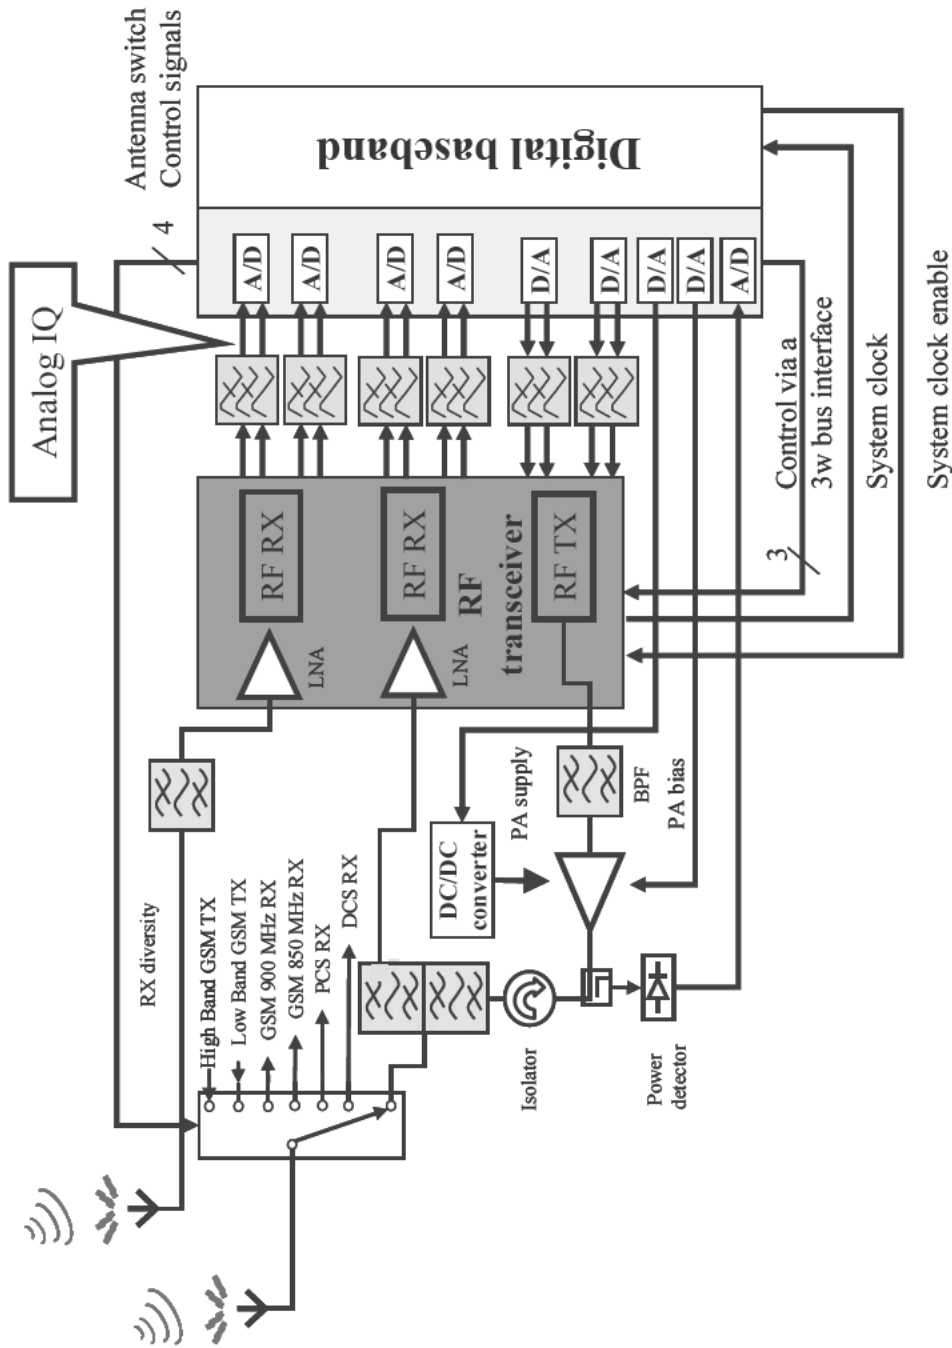 Antenna switch
Control signals
4
Analog IQ
Digital baseband
A/D
A/D
A/D
A/D
D/A
D/A
D/A
D/A
A/D
RF RX
RF RX
RF TX
LNA
LNA
RF
transceiver
Control via a
3w bus interface
3
System clock
System clock enable
RX diversity
High Band GSM TX
Low Band GSM TX
GSM 900 MHz RX
GSM 850 MHz RX
PCS RX
DCS RX
DC/DC
converter
PA supply
BPF
PA bias
Isolator
Power
detector